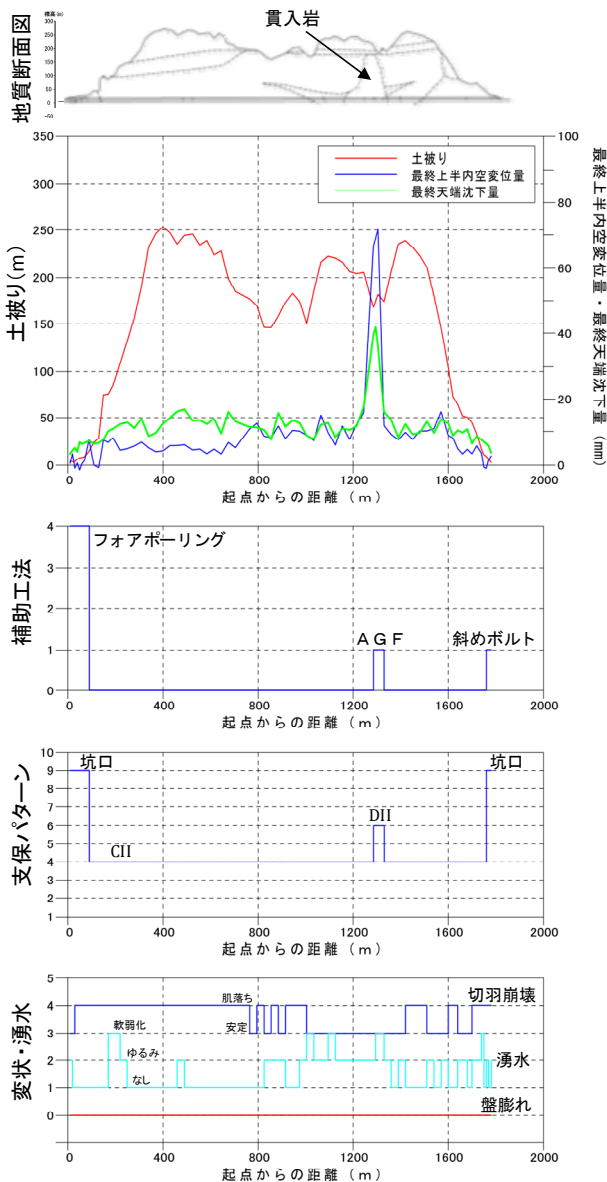 標高(m)
300
250
200
150
100
50
0
-50
地質断面図
貫入岩
350
300
250
200
150
100
50
0
土被り(m)
100
80
60
40
20
0
最終上半内空変位量・最終天端沈下量 (mm)
土被り
最終上半内空変位量
最終天端沈下量
0 400 800 1200 1600 2000
起点からの距離 (m)
補助工法
4
3
2
1
0
フォアポーリング
AGF
斜めボルト
0 400 800 1200 1600 2000
起点からの距離 (m)
支保パターン
10
9
8
7
6
5
4
3
2
1
坑口
CII
DII
坑口
0 400 800 1200 1600 2000
起点からの距離 (m)
変状・湧水
5
4
3
2
1
0
肌落ち
切羽崩壊
軟弱化
安定
ゆるみ
湧水
なし
盤膨れ
0 400 800 1200 1600 2000
起点からの距離 (m)